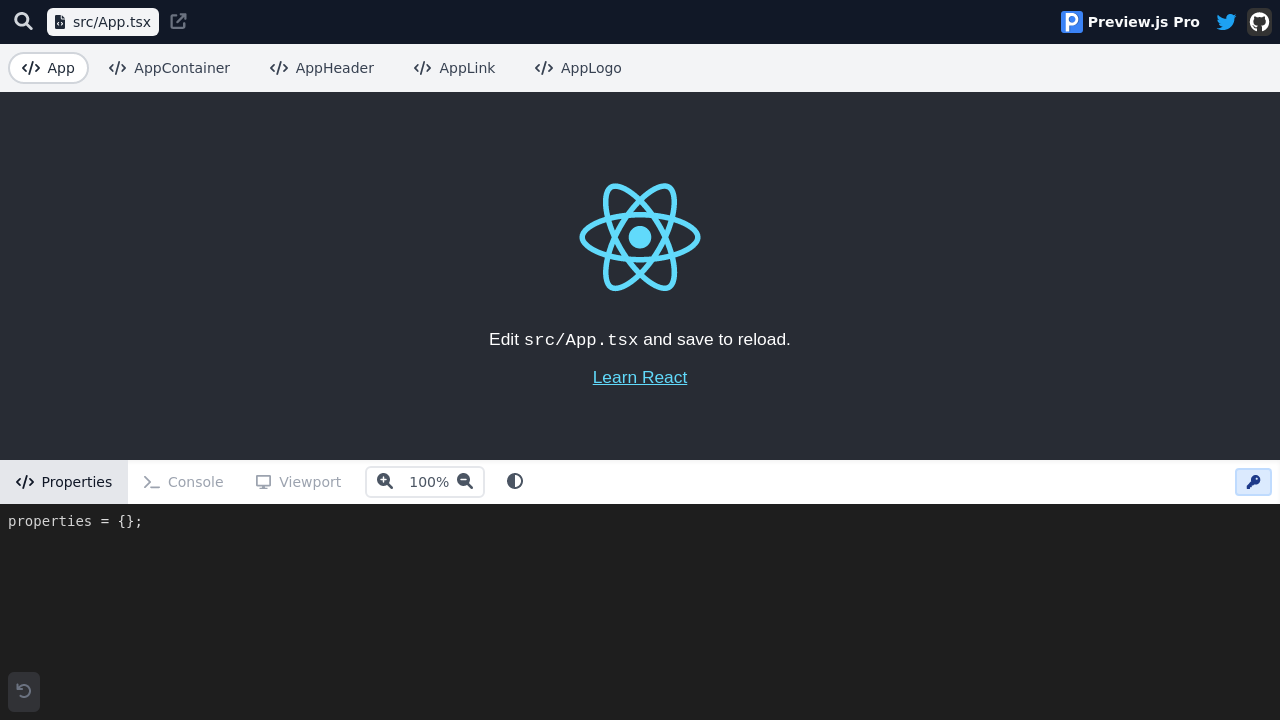 src/App.tsx
Preview.js Pro
App
AppContainer
AppHeader
AppLink
AppLogo
Edit src/App.tsx and save to reload.
Learn React
Properties
Console
Viewport
100%
properties = {};